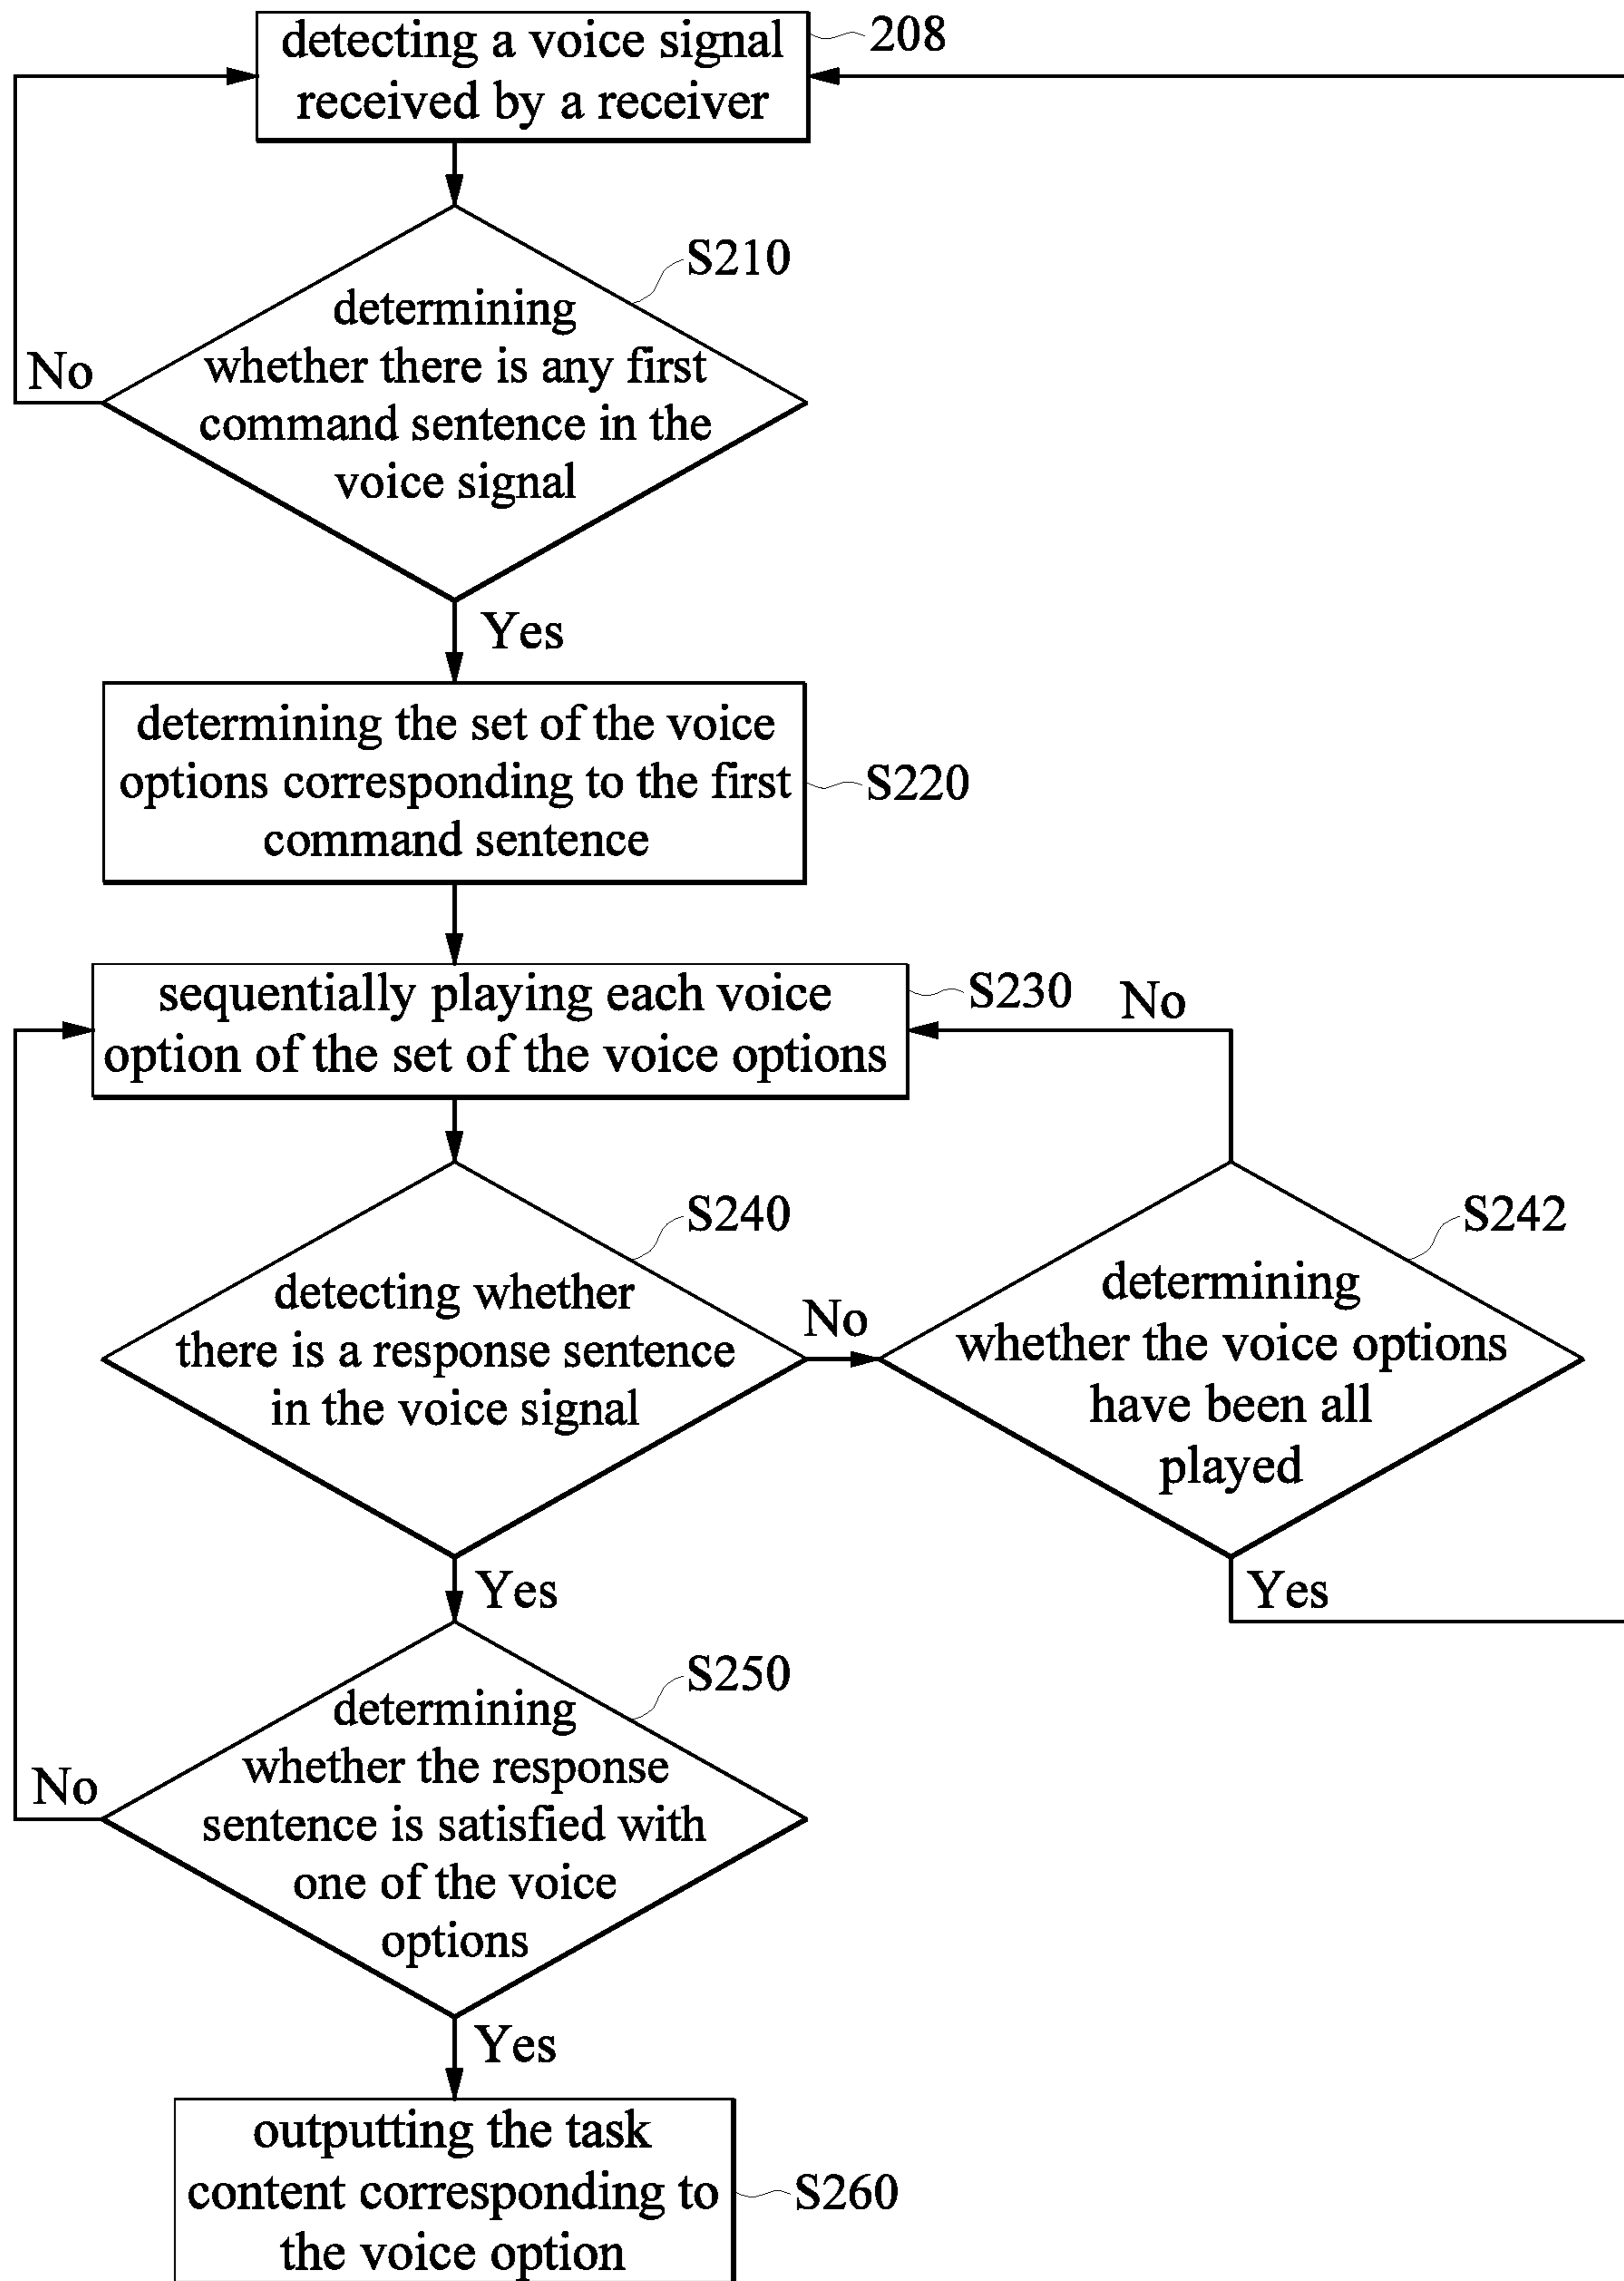 detecting a voice signal
received by a receiver
208
S210
determining
whether there is any first
command sentence in the
voice signal
No
Yes
determining the set of the voice
options corresponding to the first
command sentence
S220
sequentially playing each voice
option of the set of the voice options
S230
No
S240
detecting whether
there is a response sentence
in the voice signal
No
S242
determining
whether the voice options
have been all
played
Yes
Yes
S250
determining
whether the response
sentence is satisfied with
one of the voice
options
No
Yes
outputting the task
content corresponding to
the voice option
S260